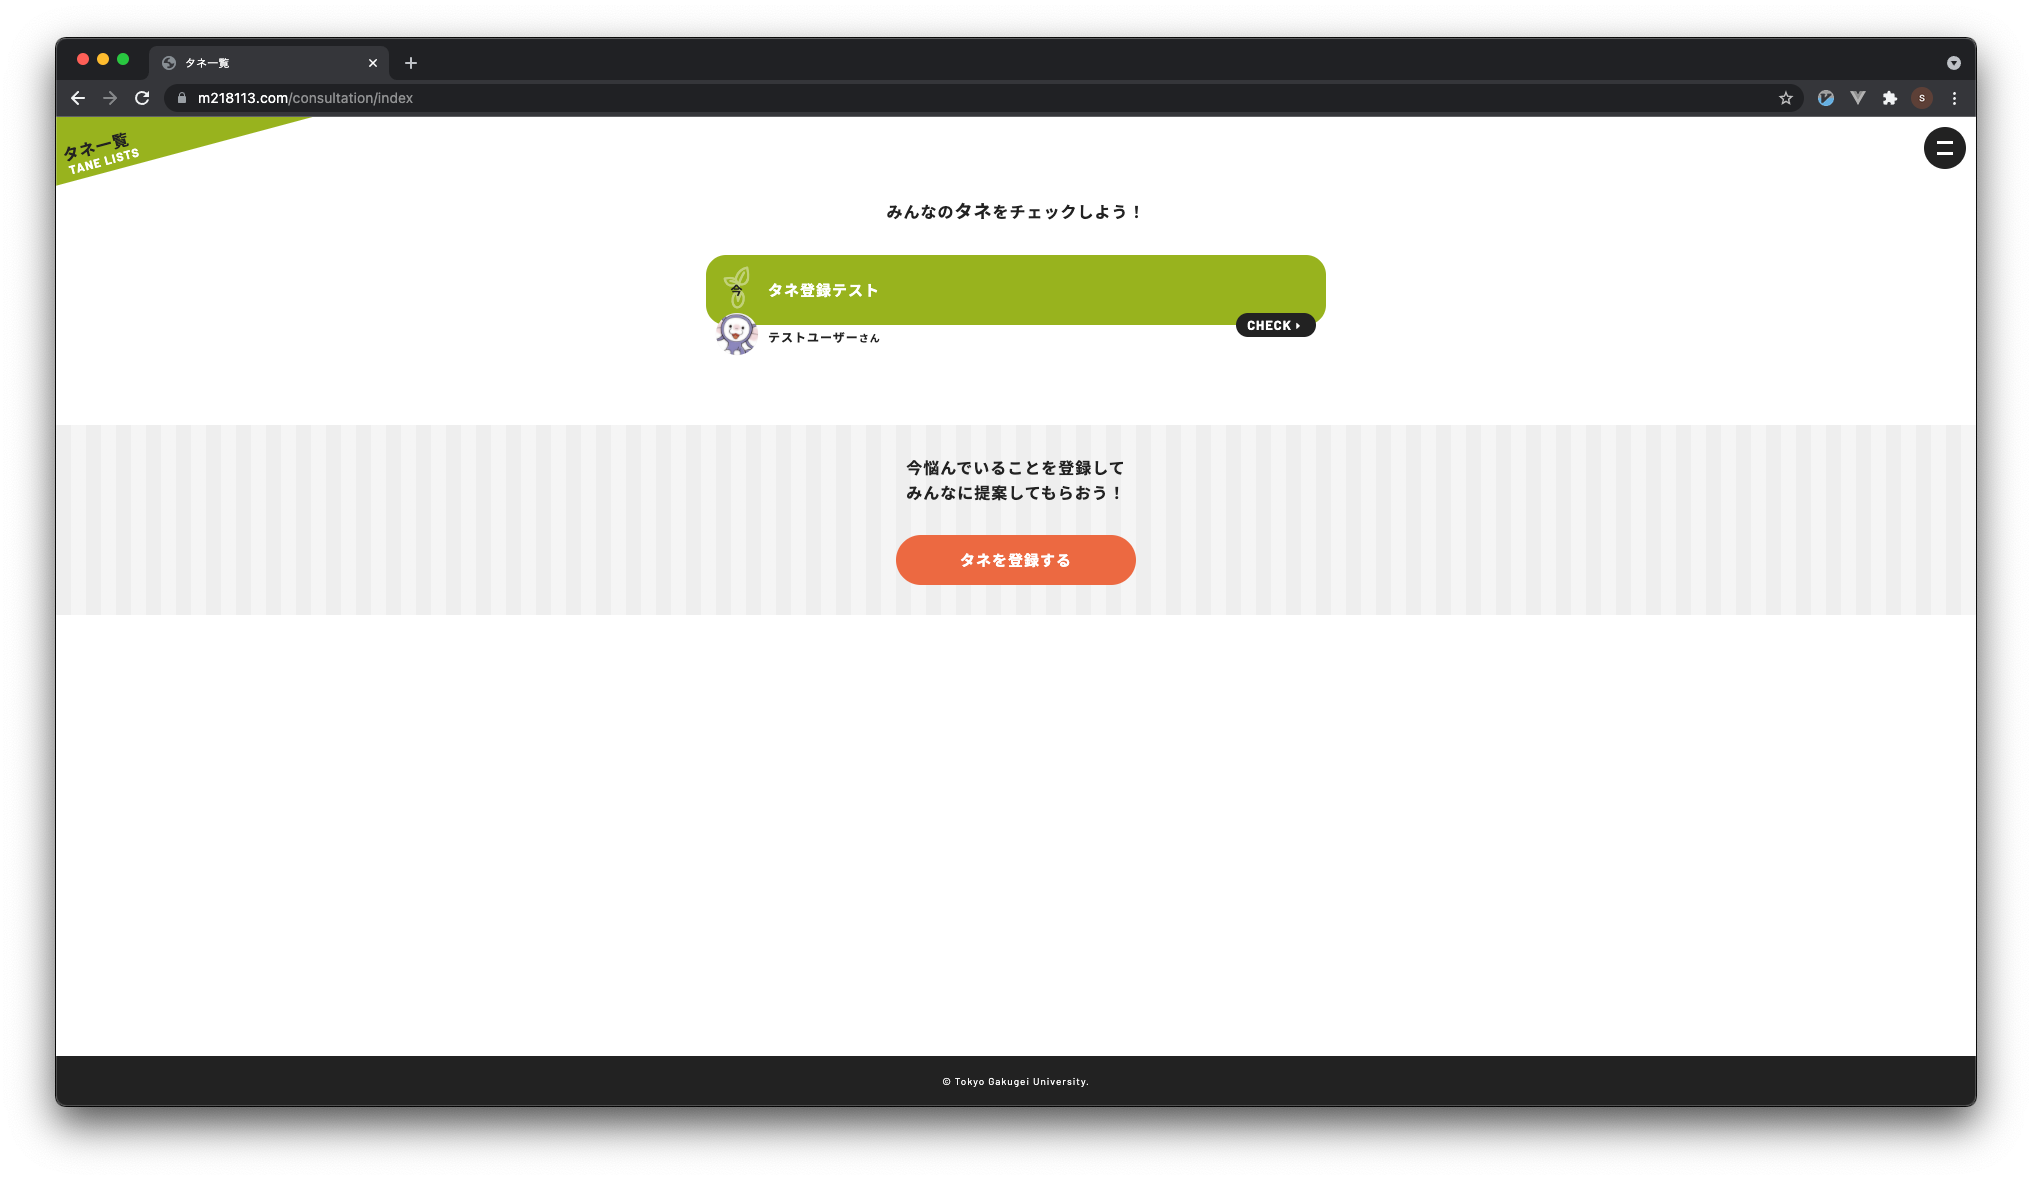 タネ一覧
m218113.com/consultation/index
タネ一覧
TANE LISTS
みんなのタネをチェックしよう！
今
タネ登録テスト
CHECK
テストユーザーさん
今悩んでいることを登録して
みんなに提案してもらおう！
タネを登録する
© Tokyo Gakugei University.
S